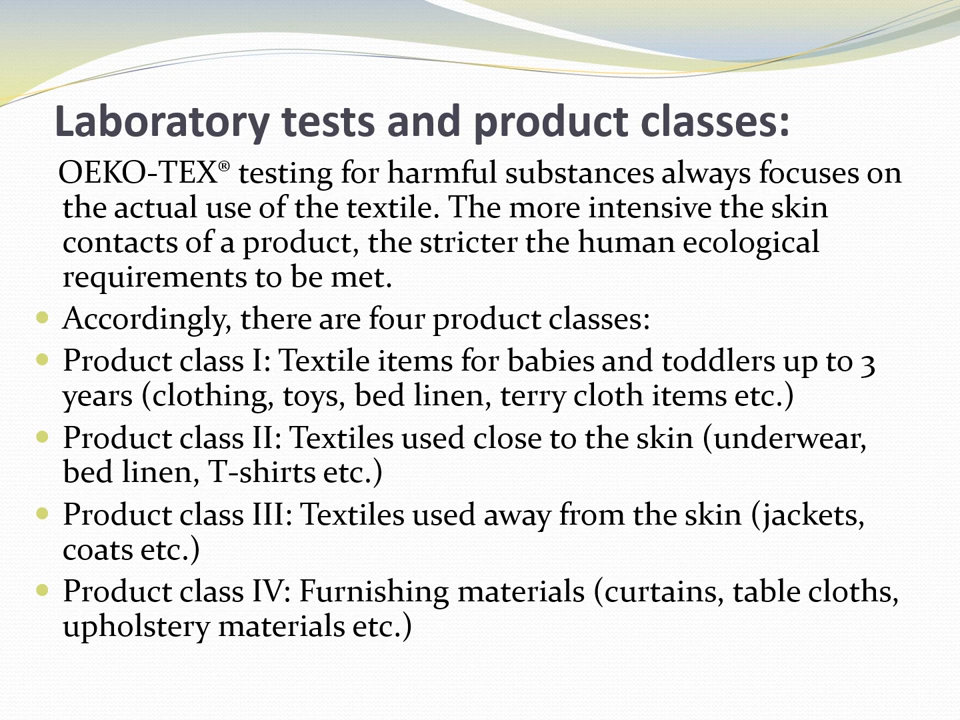 Laboratory tests and product classes:
OEKO-TEX® testing for harmful substances always focuses on
the actual use of the textile. The more intensive the skin
contacts of a product, the stricter the human ecological
requirements to be met.
• Accordingly, there are four product classes:
• Product class I: Textile items for babies and toddlers up to 3
years (clothing, toys, bed linen, terry cloth items etc.)
• Product class II: Textiles used close to the skin (underwear,
bed linen, T-shirts etc.)
• Product class III: Textiles used away from the skin (jackets,
coats etc.)
• Product class IV: Furnishing materials (curtains, table cloths,
upholstery materials etc.)